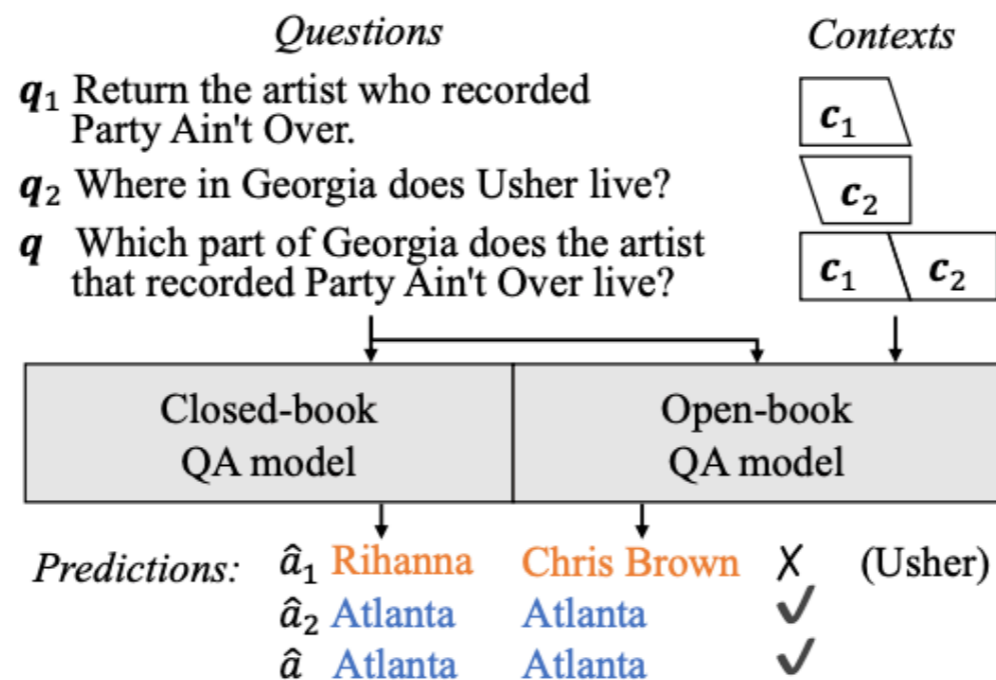 Questions Contexts
q1 Return the artist who recorded
Party Ain't Over.
c1
q2 Where in Georgia does Usher live?
c2
q Which part of Georgia does the artist
that recorded Party Ain't Over live?
c1 c2
Closed-book
QA model
Open-book
QA model
Predictions: â1 Rihanna Chris Brown ✗ (Usher)
â2 Atlanta Atlanta ✓
â Atlanta Atlanta ✓